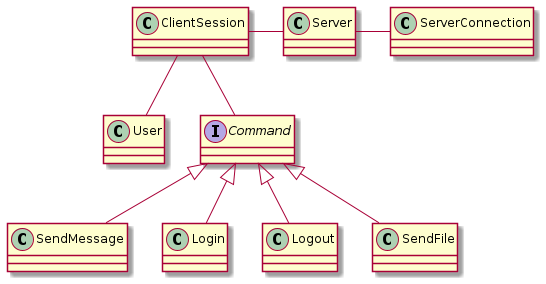 C ClientSession
C Server
C ServerConnection
C User
I Command
C SendMessage
C Login
C Logout
C SendFile